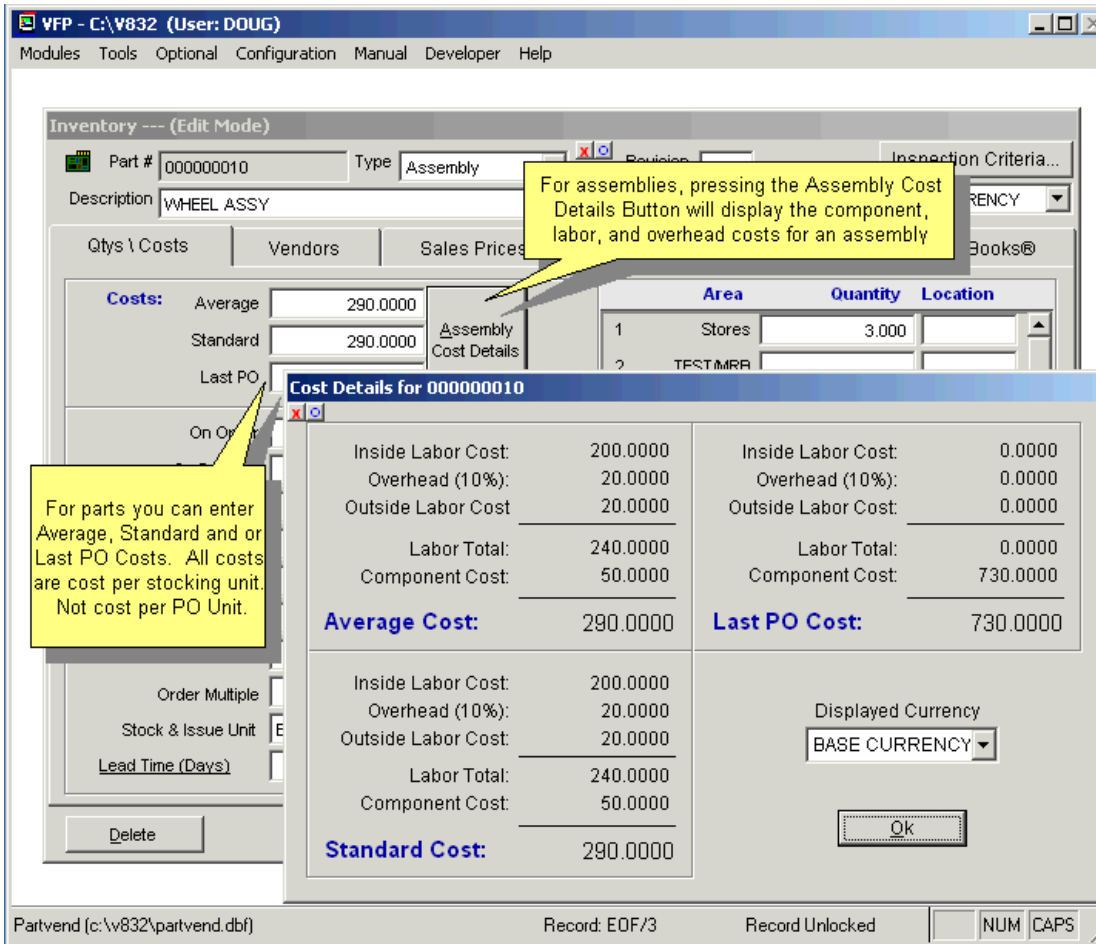 VFP - C:\V832 (User: DOUG)
Modules Tools Optional Configuration Manual Developer Help
Inventory --- (Edit Mode)
Part # 000000010 Type Assembly Revision Inspection Criteria...
Description WHEEL ASSY
For assemblies, pressing the Assembly Cost
Details Button will display the component,
labor, and overhead costs for an assembly
Qtys \ Costs Vendors Sales Prices
Costs: Average 290.0000
Standard 290.0000
Last PO
Assembly
Cost Details
Area Quantity Location
1 Stores 3.000
2 TEST/MRB
On Order
For parts you can enter
Average, Standard and or
Last PO Costs. All costs
are cost per stocking unit.
Not cost per PO Unit.
Order Multiple
Stock & Issue Unit
Lead Time (Days)
Delete
Cost Details for 000000010
Inside Labor Cost: 200.0000
Overhead (10%): 20.0000
Outside Labor Cost 20.0000
Labor Total: 240.0000
Component Cost: 50.0000
Average Cost: 290.0000
Inside Labor Cost: 0.0000
Overhead (10%): 0.0000
Outside Labor Cost: 0.0000
Labor Total: 0.0000
Component Cost: 730.0000
Last PO Cost: 730.0000
Inside Labor Cost: 200.0000
Overhead (10%): 20.0000
Outside Labor Cost: 20.0000
Labor Total: 240.0000
Component Cost: 50.0000
Standard Cost: 290.0000
Displayed Currency
BASE CURRENCY
Ok
Partvend (c:\v832\partvend.dbf) Record: EOF/3 Record Unlocked NUM CAPS